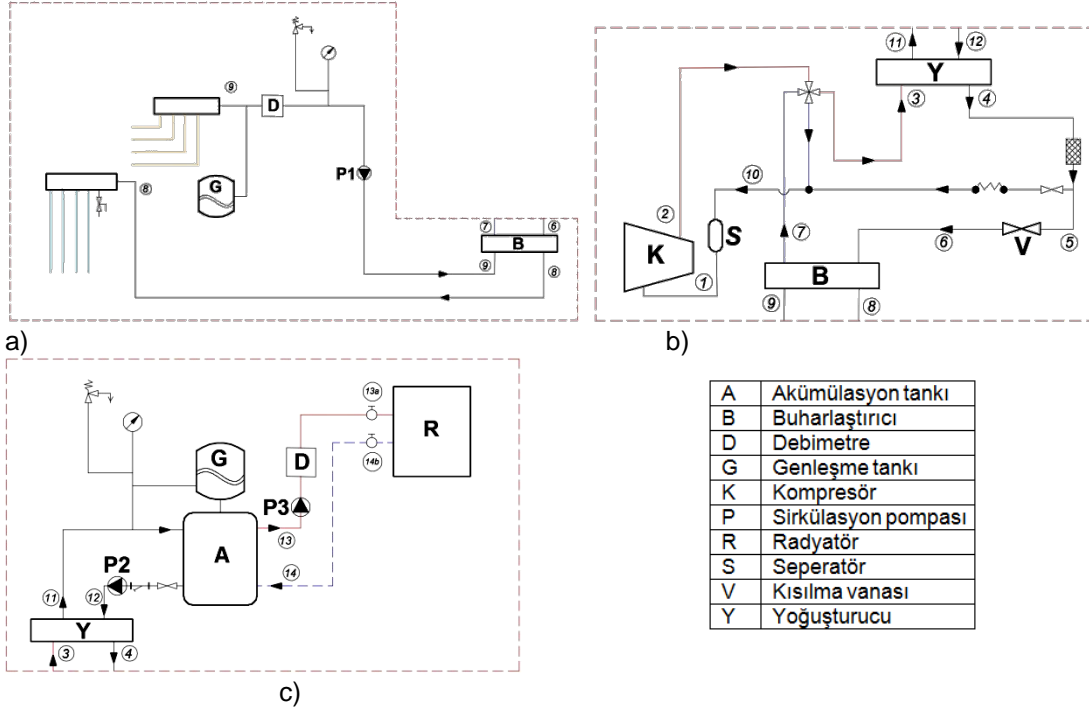 9
D
P1
G
8
7
6
B
9
8
a)
11
12
Y
3
4
10
2
S
K
1
7
6
V
5
B
9
8
b)
13a
R
14b
G
D
P3
A
13
P2
14
11
12
Y
3
4
c)
A Akümülasyon tankı
B Buharlaştırıcı
D Debimetre
G Genleşme tankı
K Kompresör
P Sirkülasyon pompası
R Radyatör
S Seperatör
V Kısılma vanası
Y Yoğuşturucu